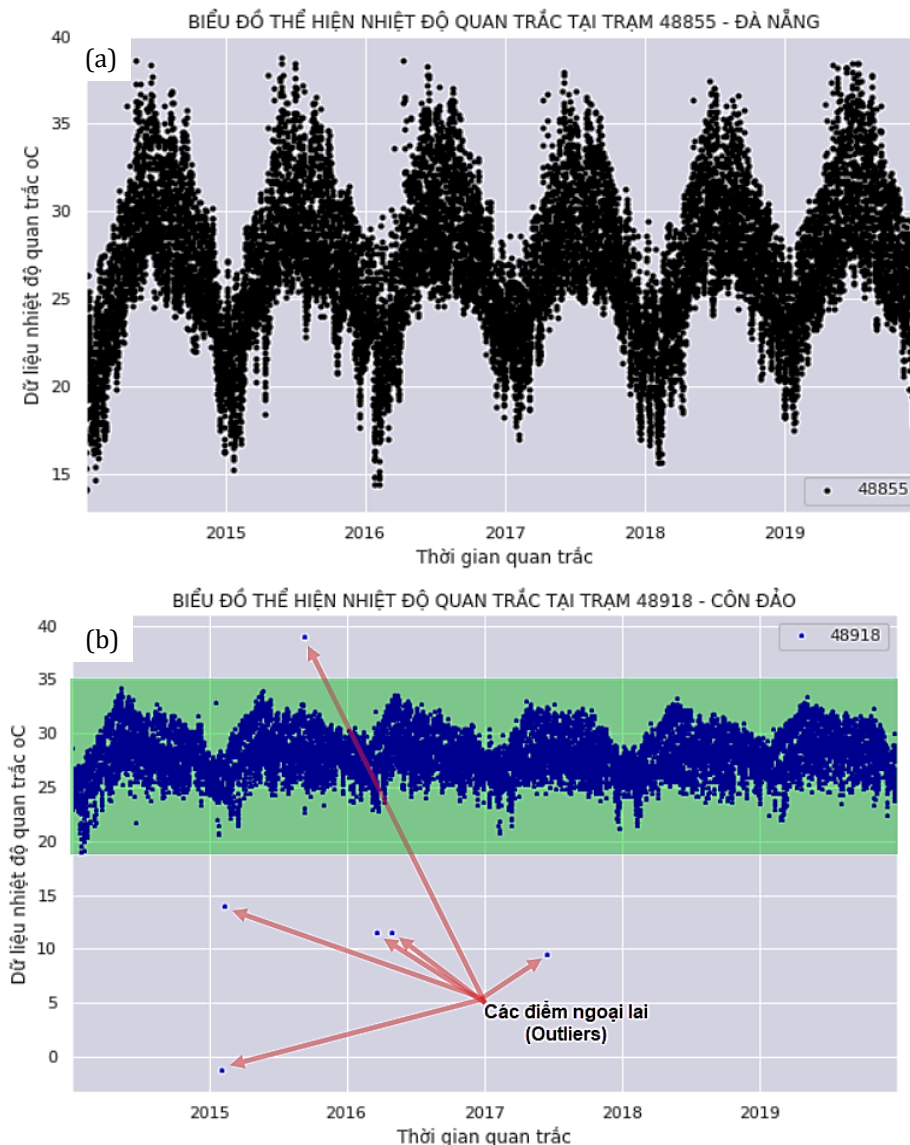 BIỂU ĐỒ THỂ HIỆN NHIỆT ĐỘ QUAN TRẮC TẠI TRẠM 48855 - ĐÀ NẴNG
(a)
40
35
30
25
20
15
Dữ liệu nhiệt độ quan trắc oC
48855
2015 2016 2017 2018 2019
Thời gian quan trắc
BIỂU ĐỒ THỂ HIỆN NHIỆT ĐỘ QUAN TRẮC TẠI TRẠM 48918 - CÔN ĐẢO
(b)
48918
40
35
30
25
20
15
10
5
0
Dữ liệu nhiệt độ quan trắc oC
Các điểm ngoại lai
(Outliers)
2015 2016 2017 2018 2019
Thời gian quan trắc